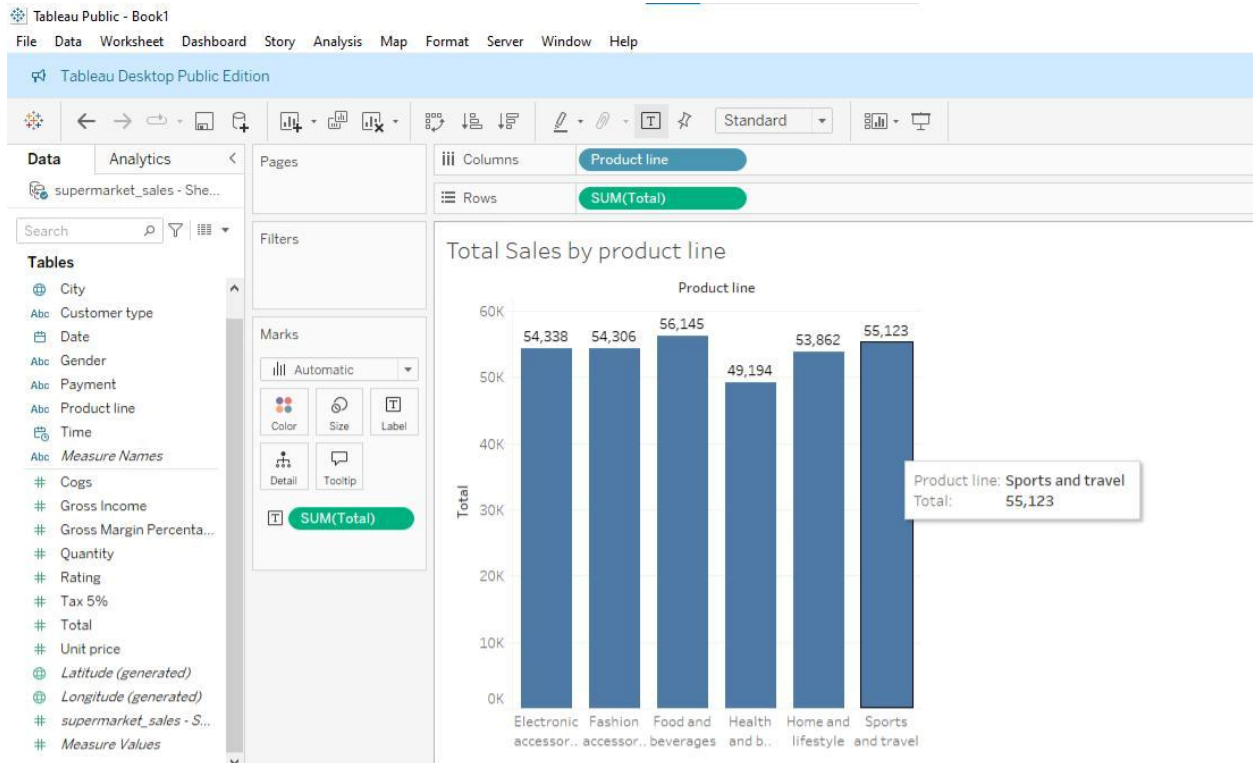 Tableau Public - Book1
File Data Worksheet Dashboard Story Analysis Map Format Server Window Help
Tableau Desktop Public Edition
Standard
Data Analytics
supermarket_sales - She...
Search
Tables
City
Abc Customer type
Date
Abc Gender
Abc Payment
Abc Product line
Time
Abc Measure Names
# Cogs
# Gross Income
# Gross Margin Percenta...
# Quantity
# Rating
# Tax 5%
# Total
# Unit price
Latitude (generated)
Longitude (generated)
# supermarket_sales - S...
# Measure Values
Pages
Filters
Marks
Automatic
Color Size Label
Detail Tooltip
SUM(Total)
Columns Product line
Rows SUM(Total)
Total Sales by product line
Product line
60K
50K
40K
30K
20K
10K
0K
Total
54,338 54,306 56,145 49,194 53,862 55,123
Product line: Sports and travel
Total: 55,123
Electronic accessor..
Fashion accessor..
Food and beverages
Health and b..
Home and lifestyle
Sports and travel